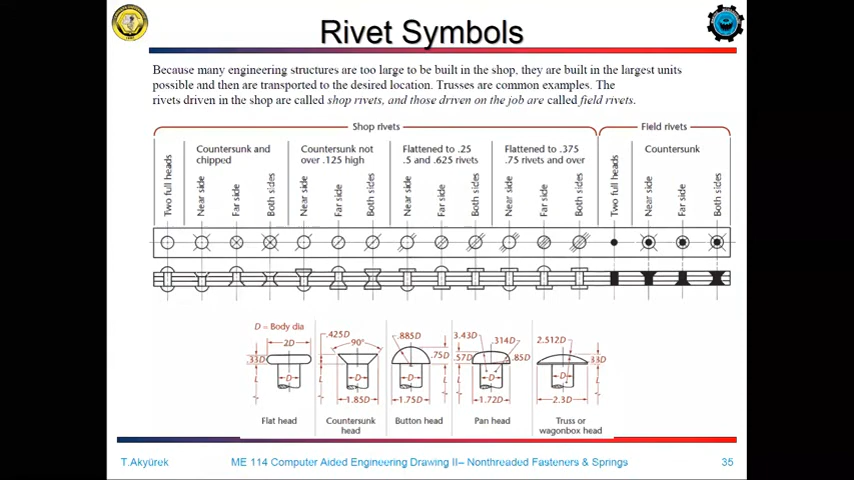 Rivet Symbols
Because many engineering structures are too large to be built in the shop, they are built in the largest units
possible and then are transported to the desired location. Trusses are common examples. The
rivets driven in the shop are called shop rivets, and those driven on the job are called field rivets.
Shop rivets
Field rivets
Two full heads
Countersunk and
chipped
Near side
Far side
Both sides
Countersunk not
over .125 high
Near side
Far side
Both sides
Flattened to .25
.5 and .625 rivets
Near side
Far side
Both sides
Flattened to .375
.75 rivets and over
Near side
Far side
Both sides
Two full heads
Countersunk
Near side
Far side
Both sides
D = Body dia
2D
.33D
D
L
Flat head
.425D
90°
D
L
1.85D
Countersunk
head
.885D
.75D
D
L
1.75D
Button head
3.43D
.314D
.57D
.85D
D
L
1.72D
Pan head
2.512D
.33D
D
L
2.3D
Truss or
wagonbox head
T.Akyürek
ME 114 Computer Aided Engineering Drawing II– Nonthreaded Fasteners & Springs
35